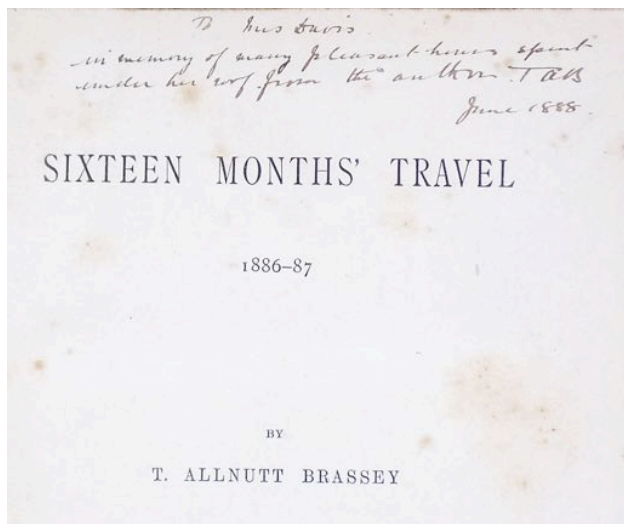 To Mrs Davis
in memory of many pleasant hours spent
under her roof from the author. TAB
June 1888.
SIXTEEN MONTHS' TRAVEL
1886–87
BY
T. ALLNUTT BRASSEY